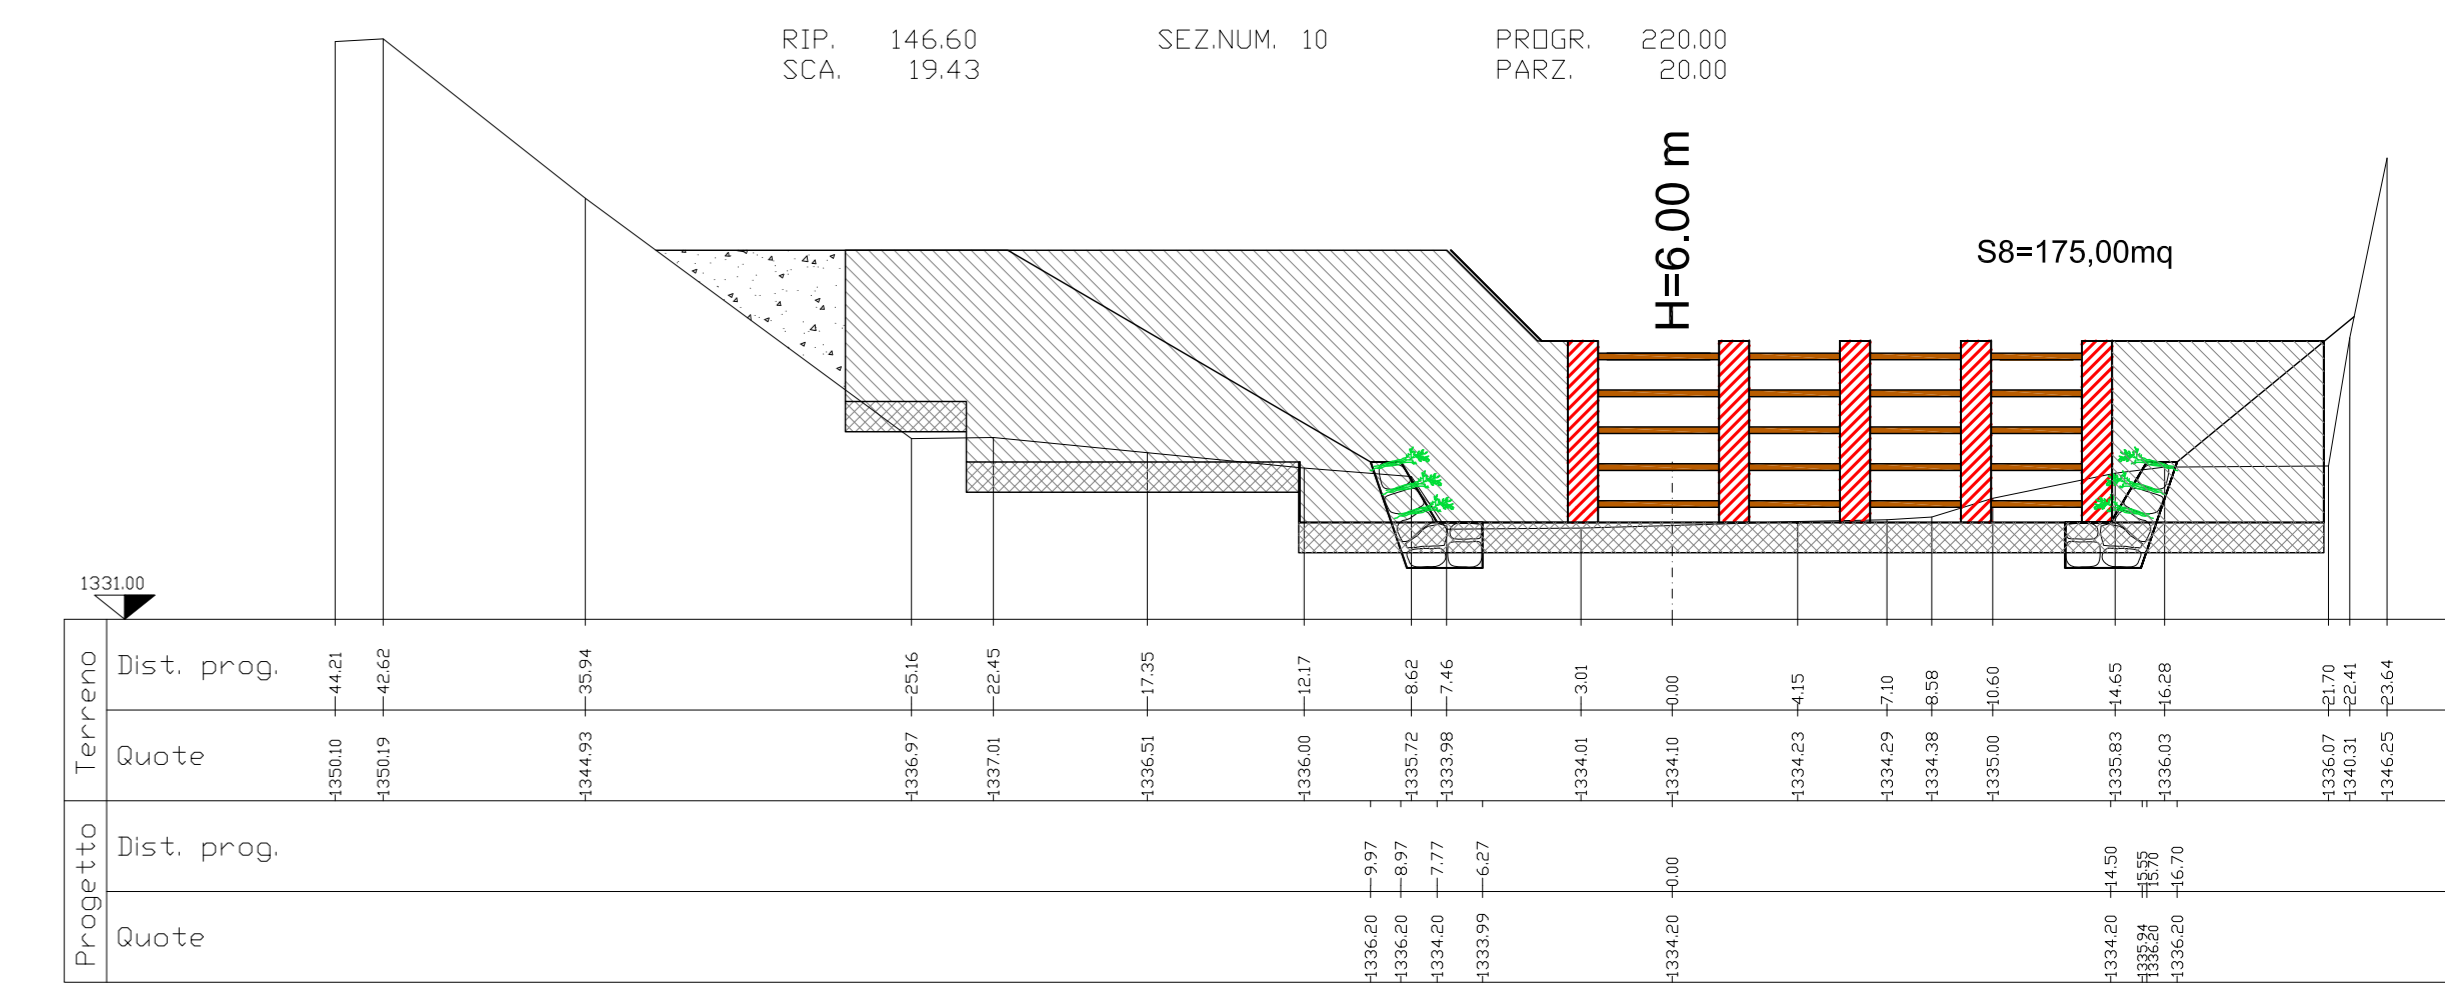 RIP. 146.60 SEZ.NUM. 10 PROGR. 220.00
SCA. 19.43 PARZ. 20.00
H=6.00 m
S8=175,00mq
1331.00
Terreno
Dist. prog. -44.21 -42.62 -35.94 -25.16 -22.45 -17.35 -12.17 -8.62 -7.46 -3.01 0.00 4.15 7.10 8.58 10.60 14.65 16.28 21.70 22.41 23.64
Quote 1350.10 1350.19 1344.93 1336.97 1337.01 1336.51 1336.00 1335.72 1333.98 1334.01 1334.10 1334.23 1334.29 1334.38 1335.00 1335.83 1336.03 1336.07 1340.31 1346.25
Progetto
Dist. prog. -9.97 -8.97 -7.77 -6.27 0.00 14.50 15.55 15.70 16.70
Quote 1336.20 1336.20 1334.20 1333.99 1334.20 1334.20 1335.94 1336.20 1336.20